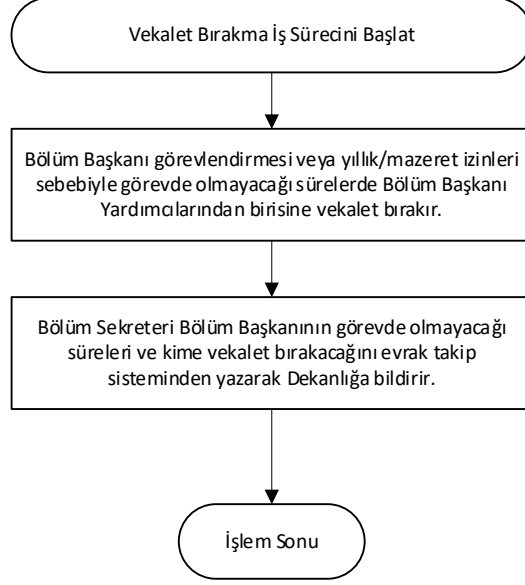 Vekalet Bırakma İş Sürecini Başlat
Bölüm Başkanı görevlendirmesi veya yıllık/mazeret izinleri
sebebiyle görevde olmayacağı sürelerde Bölüm Başkanı
Yardımcılarından birisine vekalet bırakır.
Bölüm Sekreteri Bölüm Başkanının görevde olmayacağı
süreleri ve kime vekalet bırakacağını evrak takip
sisteminden yazarak Dekanlığa bildirir.
İşlem Sonu